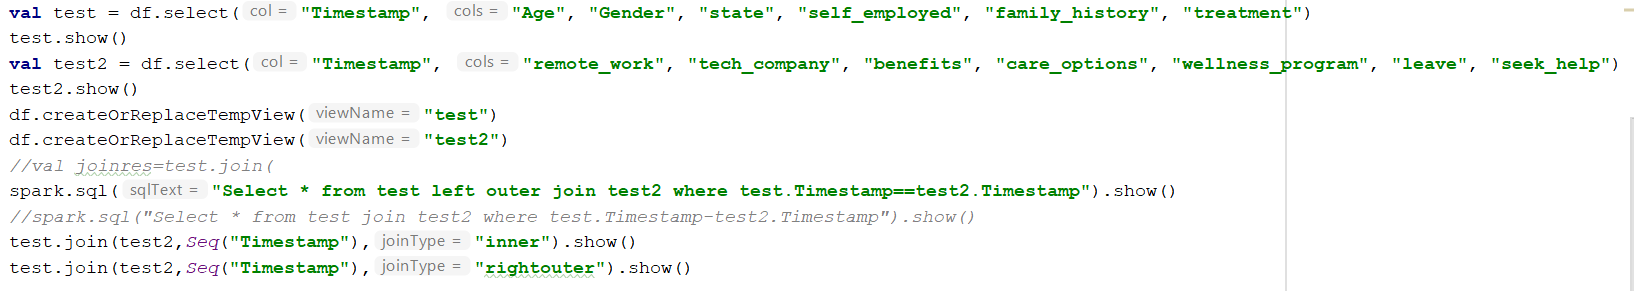 val test = df.select( col = "Timestamp", cols = "Age", "Gender", "state", "self_employed", "family_history", "treatment")
test.show()
val test2 = df.select( col = "Timestamp", cols = "remote_work", "tech_company", "benefits", "care_options", "wellness_program", "leave", "seek_help")
test2.show()
df.createOrReplaceTempView( viewName = "test")
df.createOrReplaceTempView( viewName = "test2")
//val joinres=test.join(
spark.sql( sqlText = "Select * from test left outer join test2 where test.Timestamp==test2.Timestamp").show()
//spark.sql("Select * from test join test2 where test.Timestamp-test2.Timestamp").show()
test.join(test2,Seq("Timestamp"), joinType = "inner").show()
test.join(test2,Seq("Timestamp"), joinType = "rightouter").show()